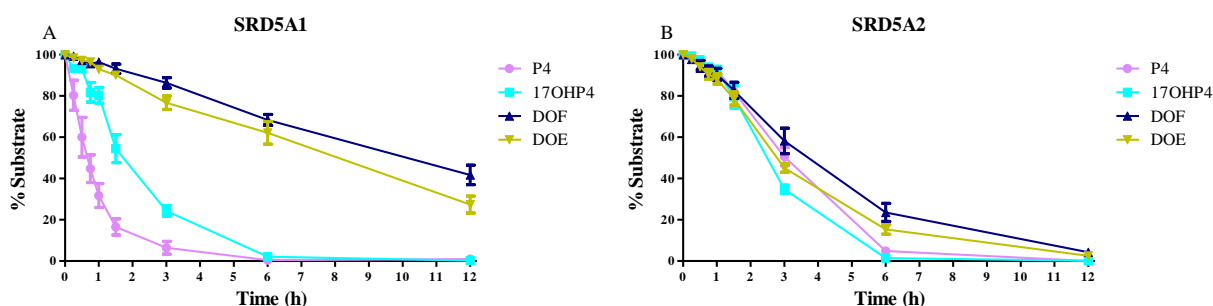 A
SRD5A1
% Substrate
100
80
60
40
20
0
0 1 2 3 4 5 6 7 8 9 10 11 12
Time (h)
P4
17OHP4
DOF
DOE
B
SRD5A2
% Substrate
100
80
60
40
20
0
0 1 2 3 4 5 6 7 8 9 10 11 12
Time (h)
P4
17OHP4
DOF
DOE